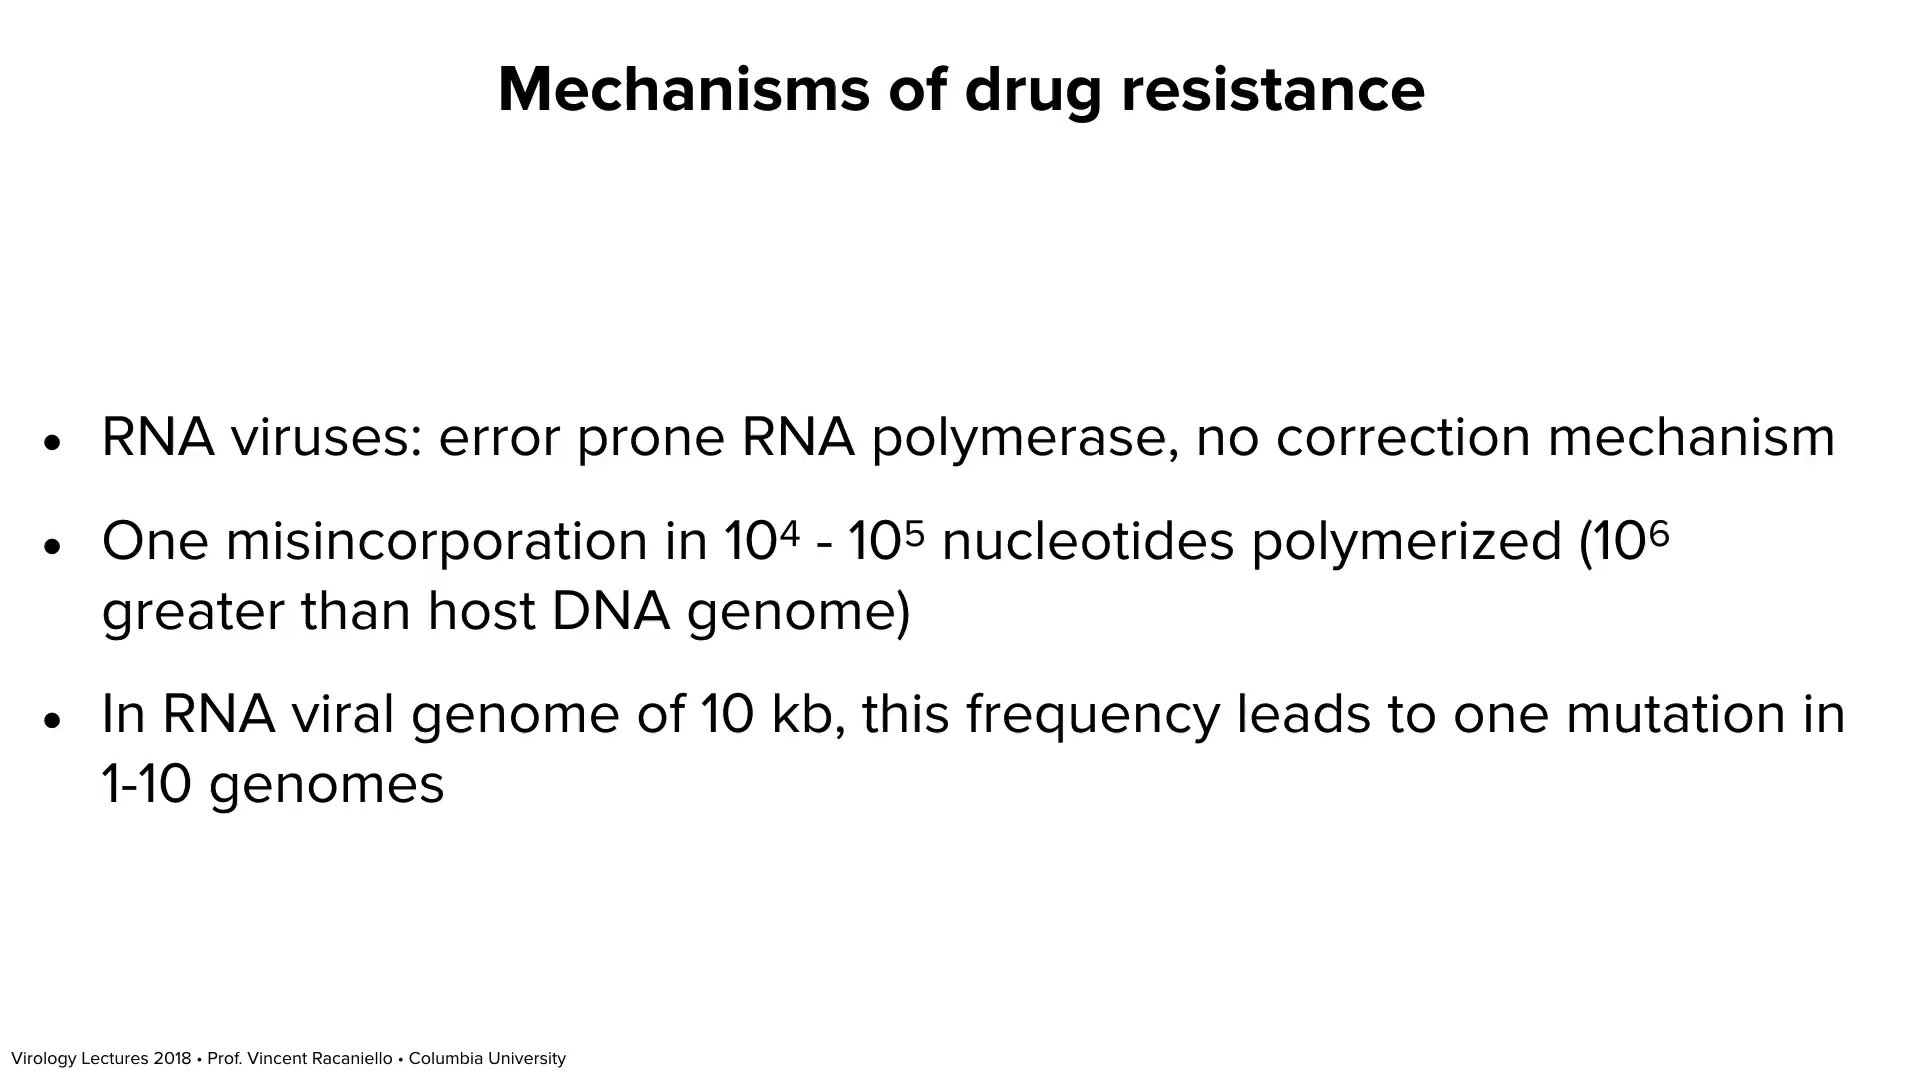 Mechanisms of drug resistance
• RNA viruses: error prone RNA polymerase, no correction mechanism
• One misincorporation in 10⁴ - 10⁵ nucleotides polymerized (10⁶
greater than host DNA genome)
• In RNA viral genome of 10 kb, this frequency leads to one mutation in
1-10 genomes
Virology Lectures 2018 • Prof. Vincent Racaniello • Columbia University